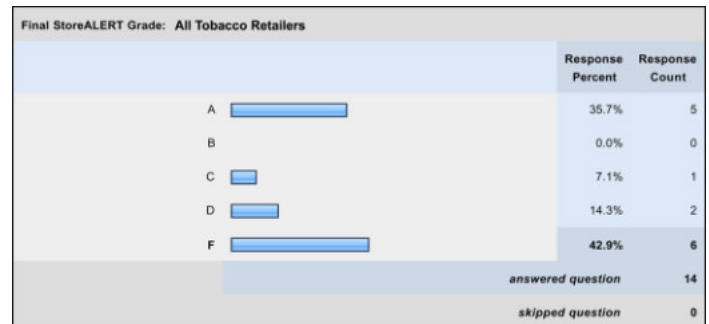 Final StoreALERT Grade: All Tobacco Retailers
Response Percent Response Count
A 35.7% 5
B 0.0% 0
C 7.1% 1
D 14.3% 2
F 42.9% 6
answered question 14
skipped question 0